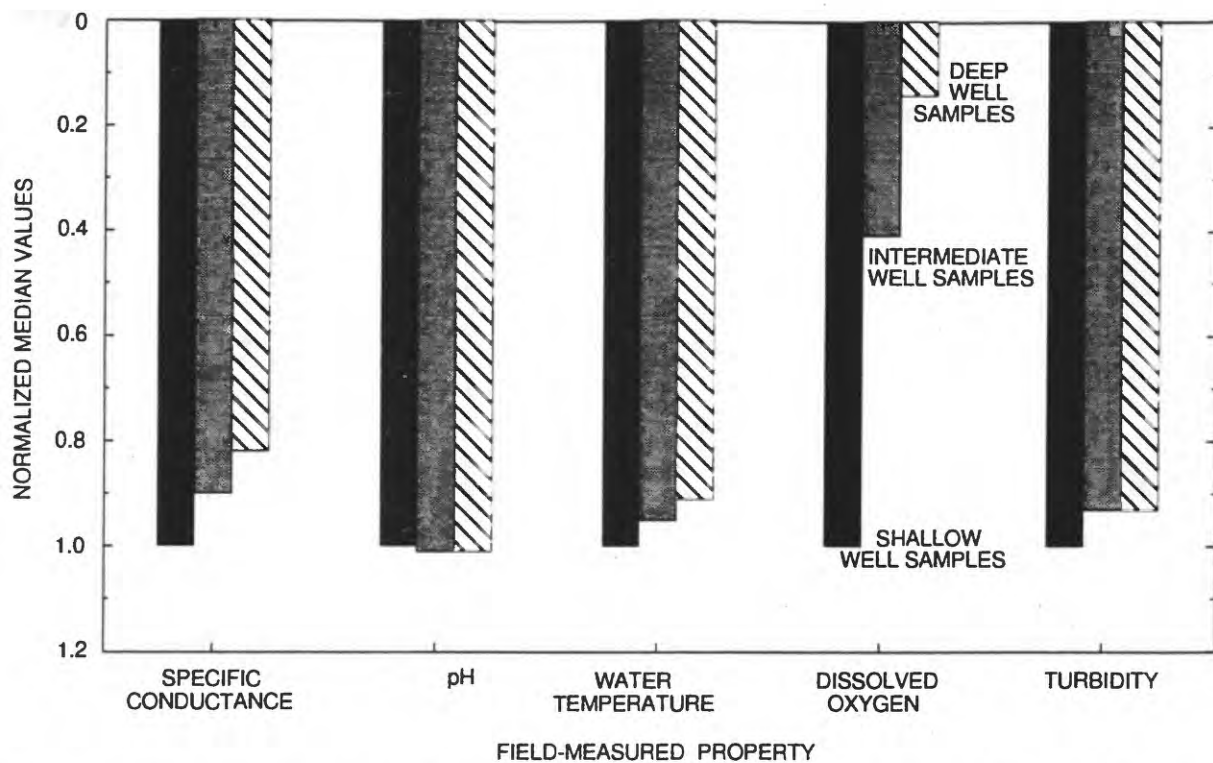 0
0.2
0.4
0.6
0.8
1.0
1.2
NORMALIZED MEDIAN VALUES
DEEP
WELL
SAMPLES
INTERMEDIATE
WELL SAMPLES
SHALLOW
WELL SAMPLES
SPECIFIC
CONDUCTANCE
pH
WATER
TEMPERATURE
DISSOLVED
OXYGEN
TURBIDITY
FIELD-MEASURED PROPERTY